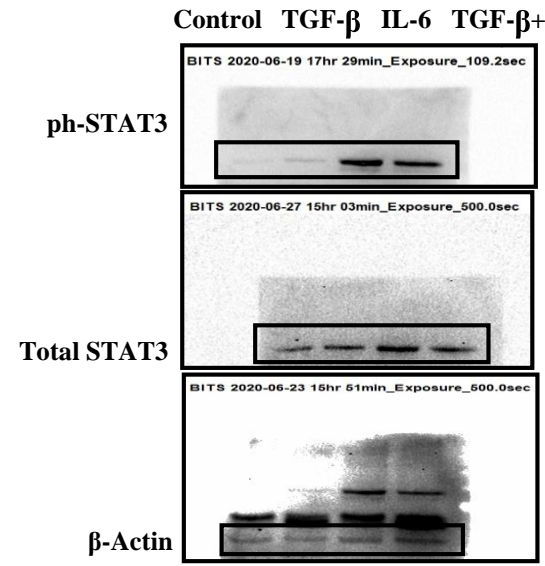 Control TGF-β IL-6 TGF-β+
BITS 2020-06-19 17hr 29min_Exposure_109.2sec
ph-STAT3
BITS 2020-06-27 15hr 03min_Exposure_500.0sec
Total STAT3
BITS 2020-06-23 15hr 51min_Exposure_500.0sec
β-Actin